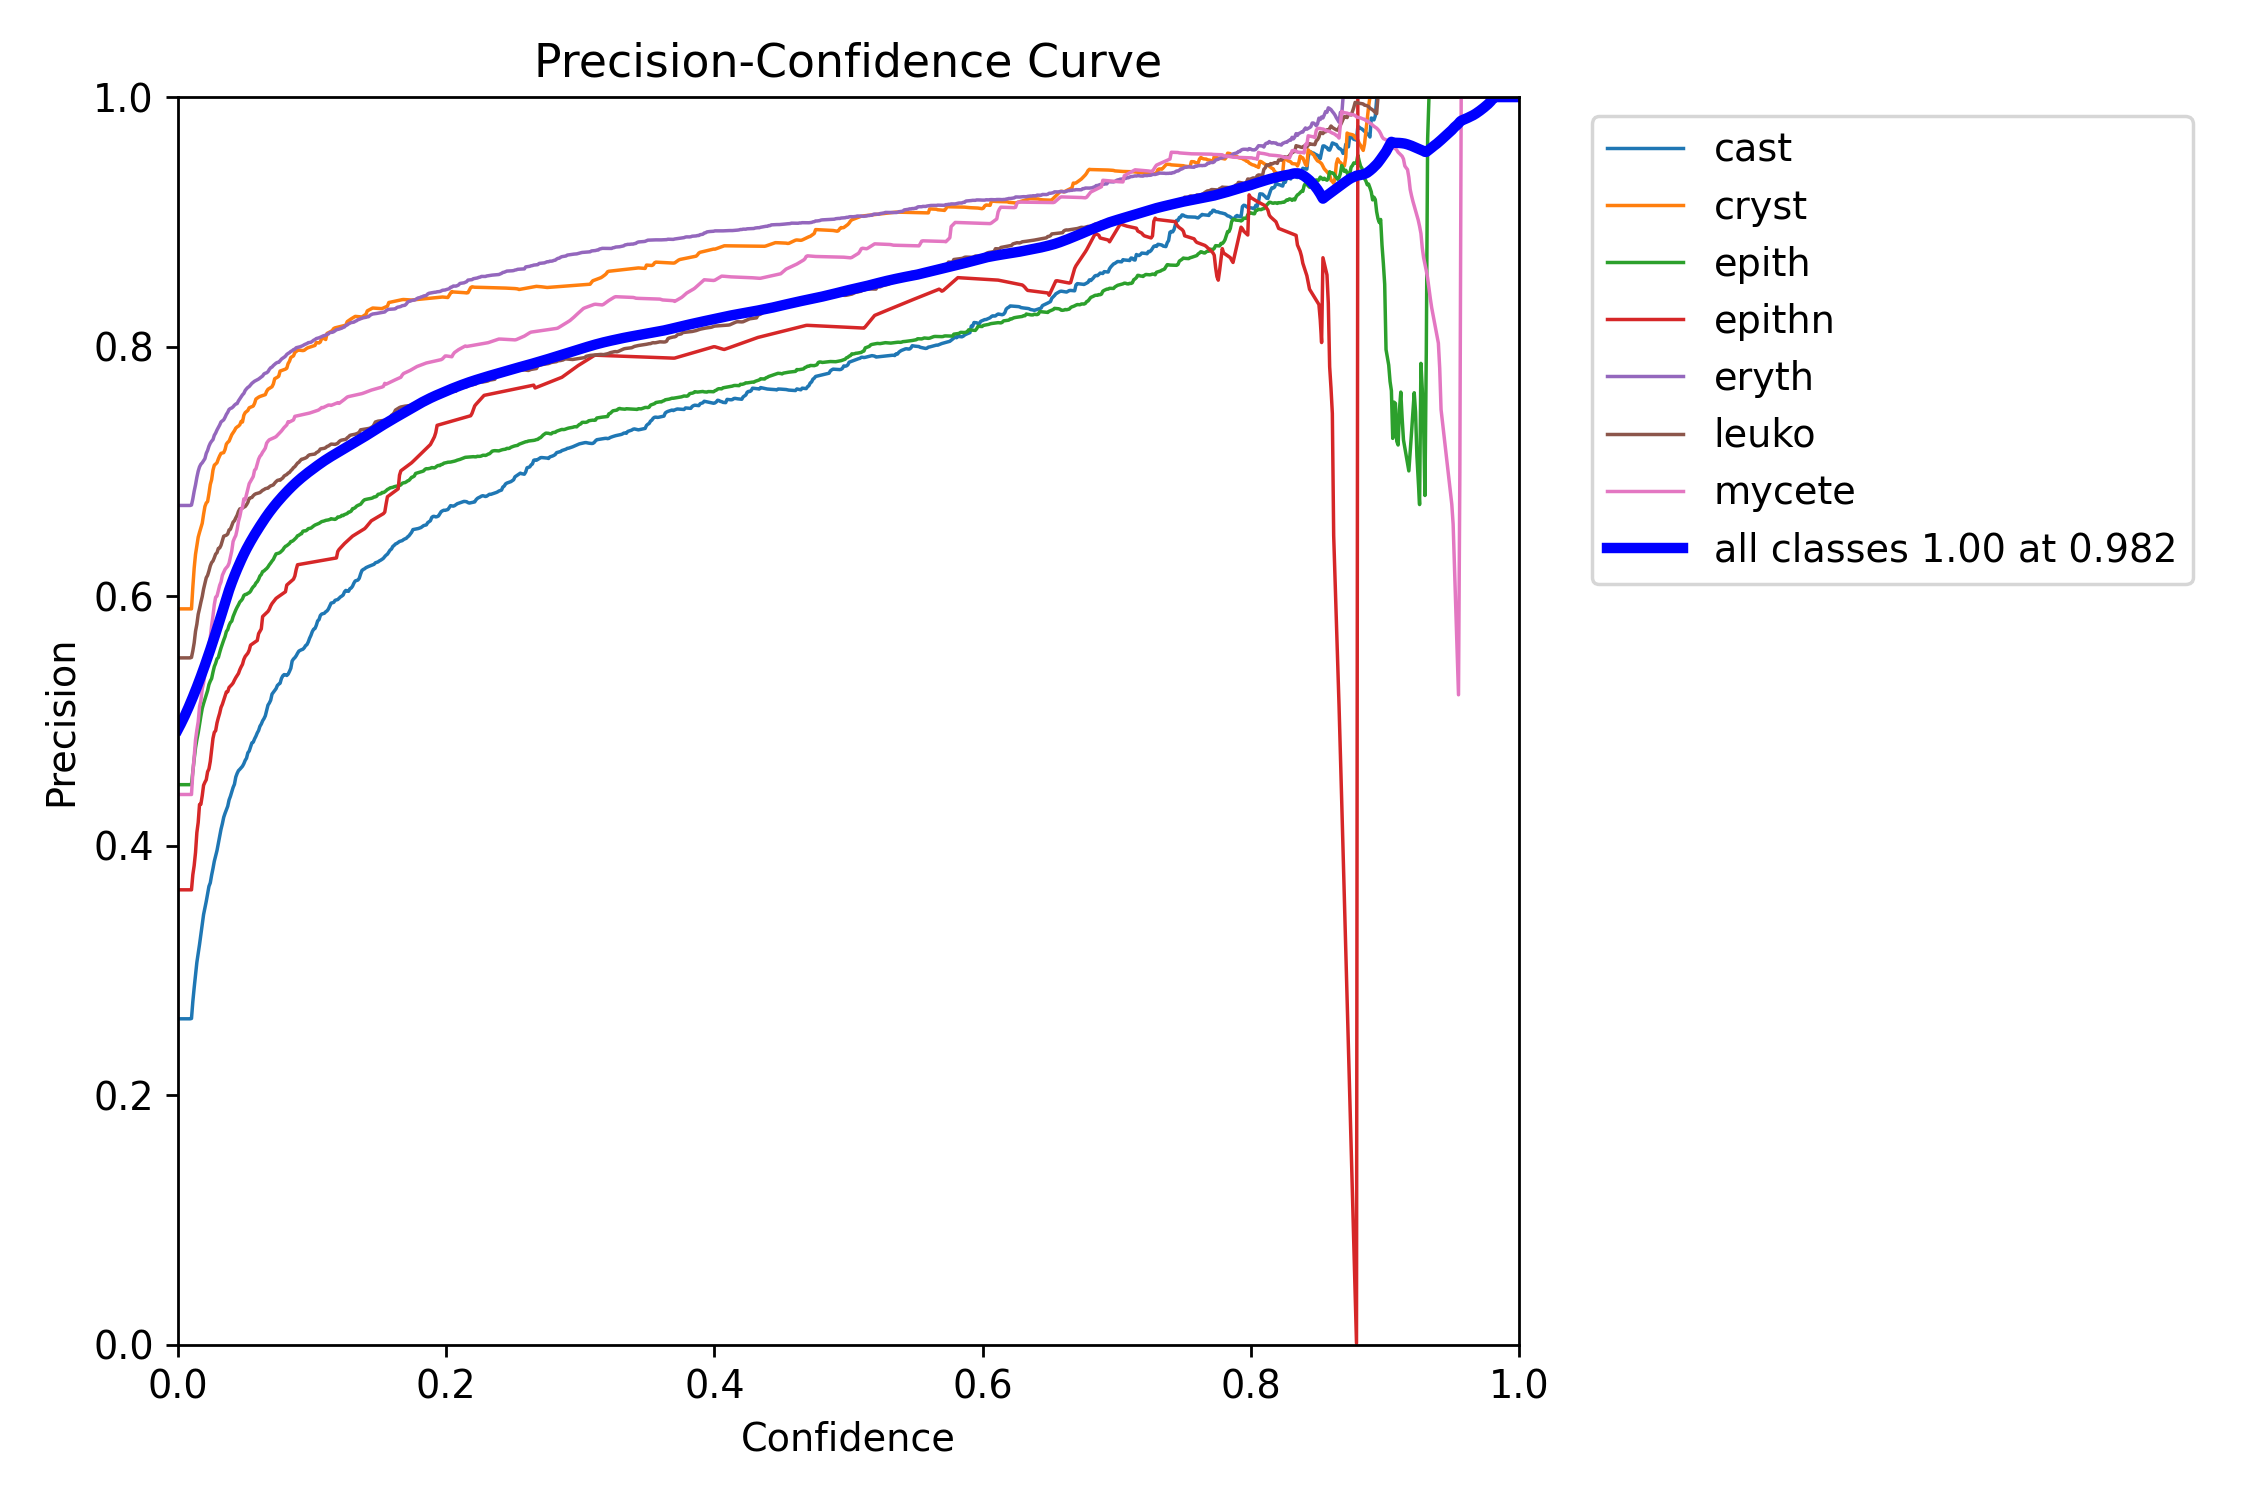 Precision-Confidence Curve
1.0
0.8
0.6
0.4
0.2
0.0
Precision
0.0 0.2 0.4 0.6 0.8 1.0
Confidence
cast
cryst
epith
epithn
eryth
leuko
mycete
all classes 1.00 at 0.982